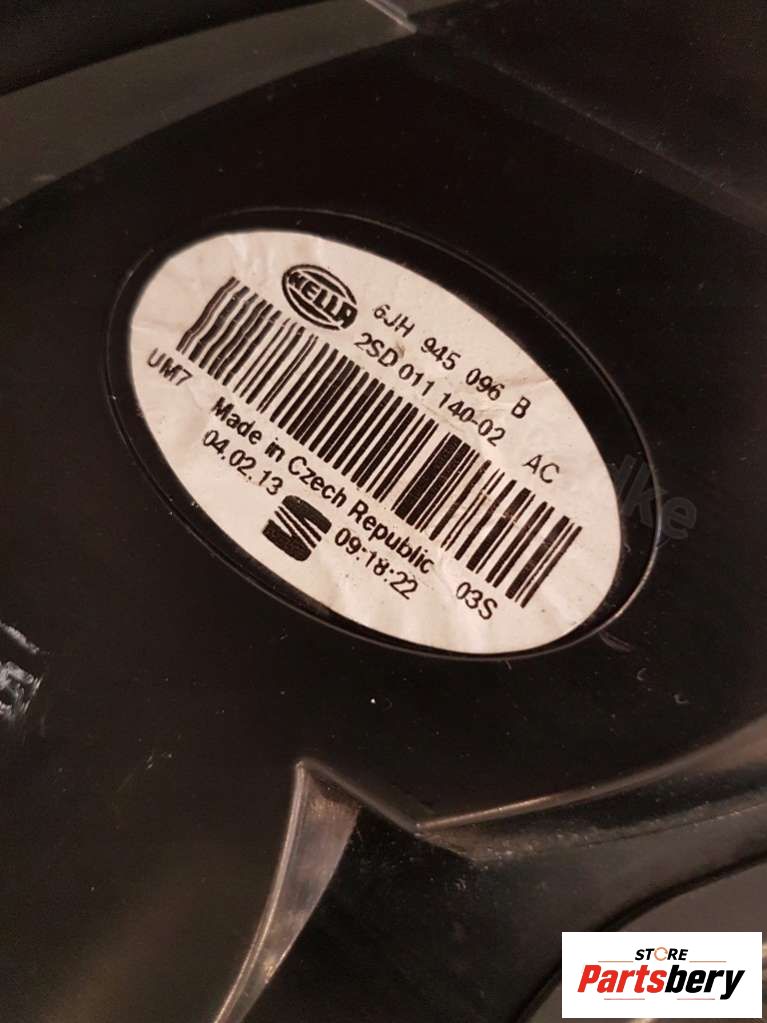 HELLA
6JH 945 096 B
2SD 011 140-02 AC
UM7
Made in Czech Republic 03S
04.02.13
09:18:22
STORE
Partsbery